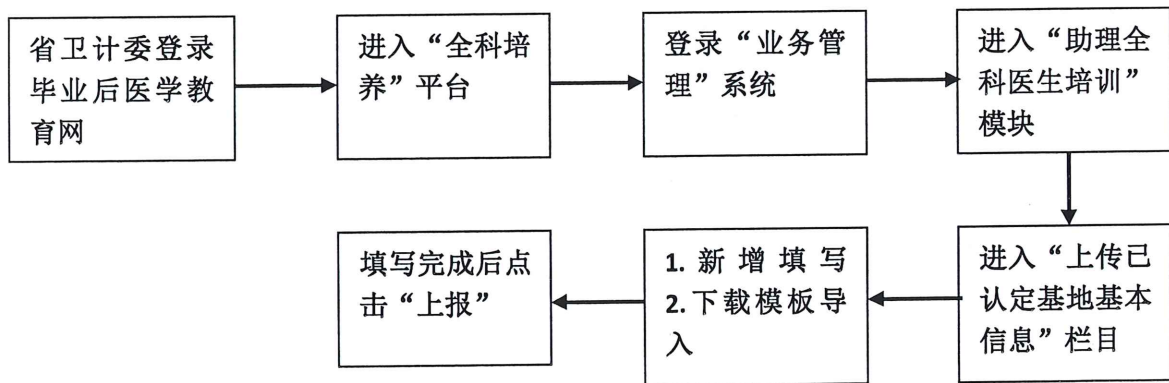 省卫计委登录
毕业后医学教
育网
进入“全科培
养”平台
登录“业务管
理”系统
进入“助理全
科医生培训”
模块
进入“上传已
认定基地基本
信息”栏目
1.新增填写
2.下载模板导
入
填写完成后点
击“上报”